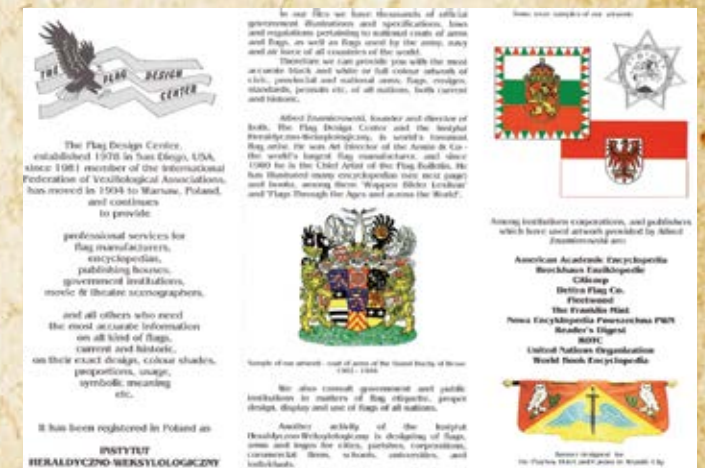 THE FLAG DESIGN CENTER
The Flag Design Center,
established 1978 in San Diego, USA,
since 1981 member of the International
Federation of Vexillological Associations,
has moved in 1994 to Warsaw, Poland,
and continues
to provide
professional services for
flag manufacturers,
encyclopedias,
publishing houses,
government institutions,
movie & theatre scenographers,
and all others who need
the most accurate information
on all kind of flags,
current and historic,
on their exact design, colour shades,
proportions, usage,
symbolic meaning
etc.
It has been registered in Poland as
INSTYTUT
HERALDYCZNO-WEKSYLOLOGICZNY
In our files we have thousands of official
government illustrations and specifications, laws
and regulations pertaining to national coats of arms
and flags, as well as flags used by the army, navy
and air force of all countries of the world.
Therefore we can provide you with the most
accurate black and white or full colour artwork of
civic, provincial and national arms, flags, ensigns,
standards, pennants etc. of all nations, both current
and historic.
Alfred Znamierowski, founder and director of
both, The Flag Design Center and the Instytut
Heraldyczno-Weksylologiczny, is world's foremost
flag artist. He was Art Director of the Annin & Co -
the world's largest flag manufacturer, and since
1989 he is the Chief Artist of the Flag Bulletin. He
has illustrated many encyclopedias (see next page)
and books, among them "Wappen Bilder Lexikon"
and "Flags Through the Ages and across the World".
Sample of our artwork - coat of arms of the Grand Duchy of Hesse
We also consult government and public
institutions in matters of flag etiquette, proper
design, display and use of flags of all nations.
Another activity of the Instytut
Heraldyczno-Weksylologiczny is designing of flags,
arms and logos for cities, parishes, corporations,
commercial firms, schools, universities, and
individuals.
Some more samples of our artwork
Among institutions corporations, and publishers
which have used artwork provided by Alfred
Znamierowski are:
American Academic Encyclopedia
Brockhaus Enziklopedie
Citicorp
Dettra Flag Co.
Fleetwood
The Franklin Mint
Nowa Encyklopedia Powszechna PWN
Reader's Digest
ROTC
United Nations Organization
World Book Encyclopedia
Banner designed for